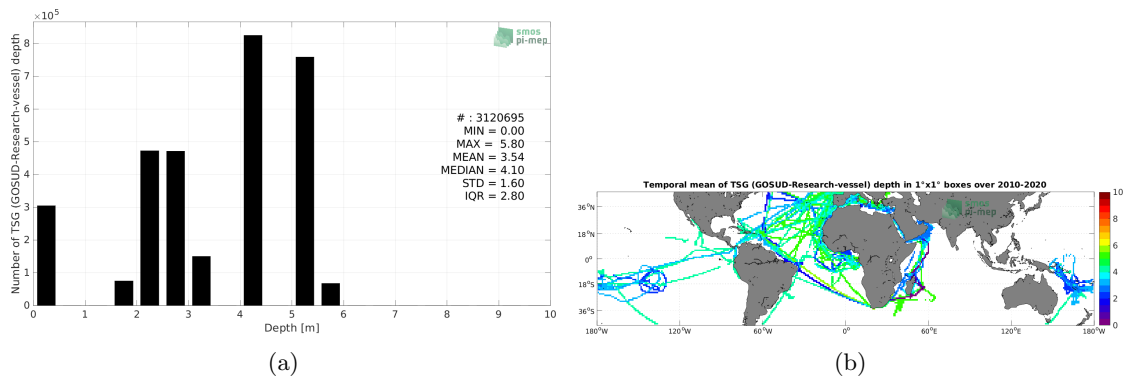 ×10⁵
8
7
6
5
4
3
2
1
0
Number of TSG (GOSUD-Research-vessel) depth
smos
pi-mep
# : 3120695
MIN = 0.00
MAX = 5.80
MEAN = 3.54
MEDIAN = 4.10
STD = 1.60
IQR = 2.80
0 1 2 3 4 5 6 7 8 9 10
Depth [m]
(a)
Temporal mean of TSG (GOSUD-Research-vessel) depth in 1°x1° boxes over 2010-2020
smos
pi-mep
36°N
18°N
0°
18°S
36°S
180°W 120°W 60°W 0° 60°E 120°E 180°W
10
8
6
4
2
0
(b)